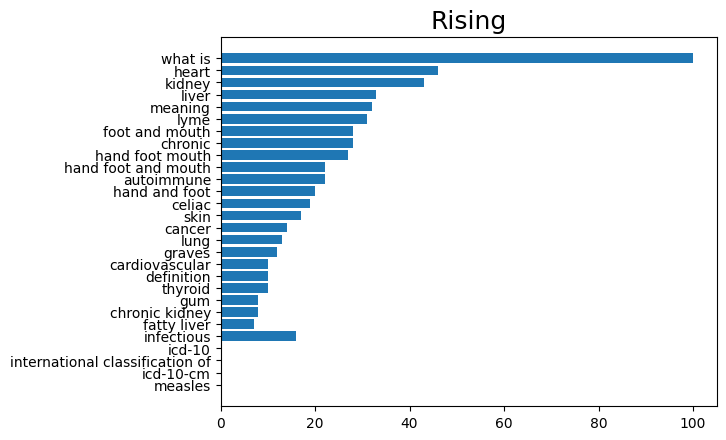 Rising
what is
heart
kidney
liver
meaning
lyme
foot and mouth
chronic
hand foot mouth
hand foot and mouth
autoimmune
hand and foot
celiac
skin
cancer
lung
graves
cardiovascular
definition
thyroid
gum
chronic kidney
fatty liver
infectious
icd-10
international classification of
icd-10-cm
measles
0 20 40 60 80 100